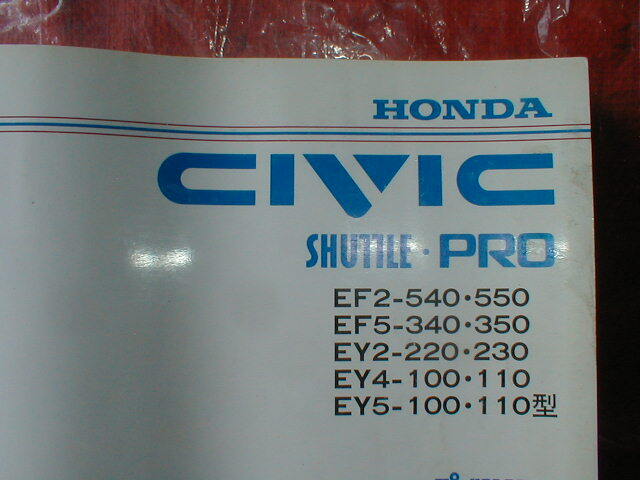 HONDA
CIVIC
SHUTTLE・PRO
EF2-540・550
EF5-340・350
EY2-220・230
EY4-100・110
EY5-100・110型